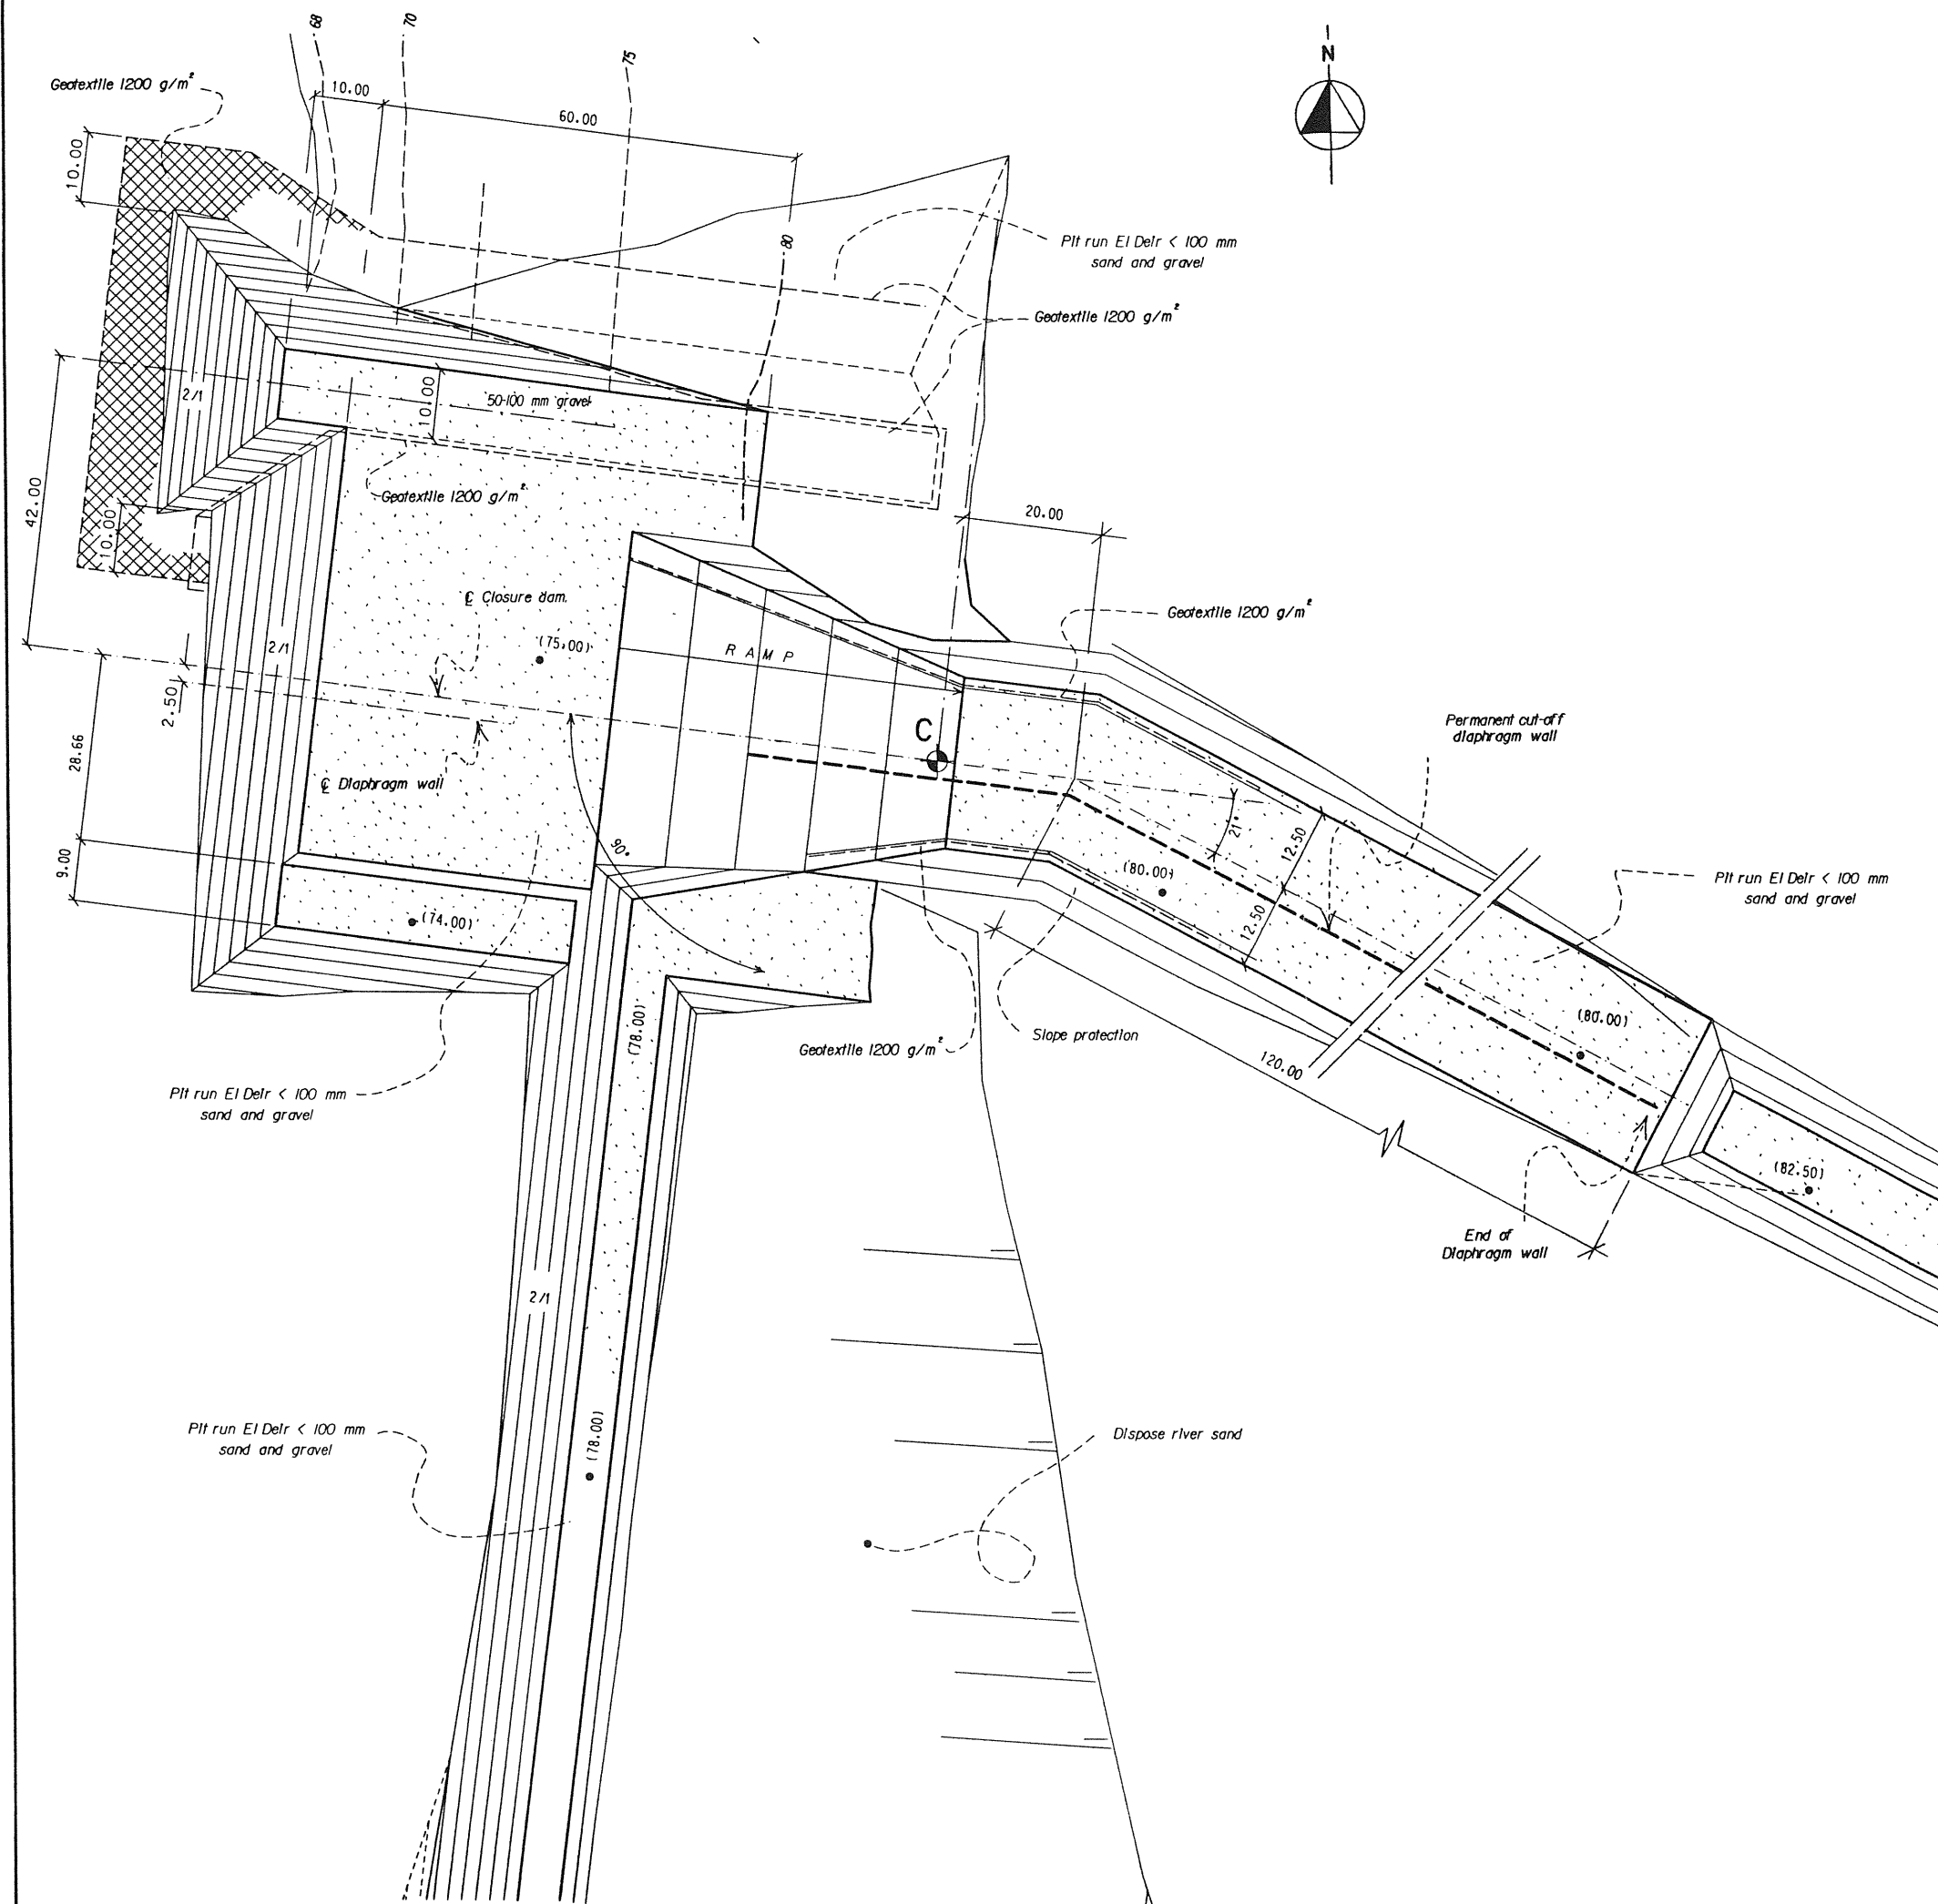 68
70
N
75
Geotextile 1200 g/m²
10.00
60.00
10.00
80
Pit run El Deir < 100 mm
sand and gravel
Geotextile 1200 g/m²
2/1
10.00
50-100 mm gravel
42.00
10.00
Geotextile 1200 g/m²
20.00
℄ Closure dam.
Geotextile 1200 g/m²
2/1
(75.00)
RAMP
2.50
28.66
C
Permanent cut-off
diaphragm wall
℄ Diaphragm wall
21°
12.50
90°
9.00
(80.00)
Pit run El Deir < 100 mm
sand and gravel
(74.00)
12.50
(78.00)
(80.00)
Slope protection
Geotextile 1200 g/m²
120.00
Pit run El Deir < 100 mm
sand and gravel
(82.50)
End of
Diaphragm wall
2/1
Pit run El Deir < 100 mm
sand and gravel
(78.00)
Dispose river sand